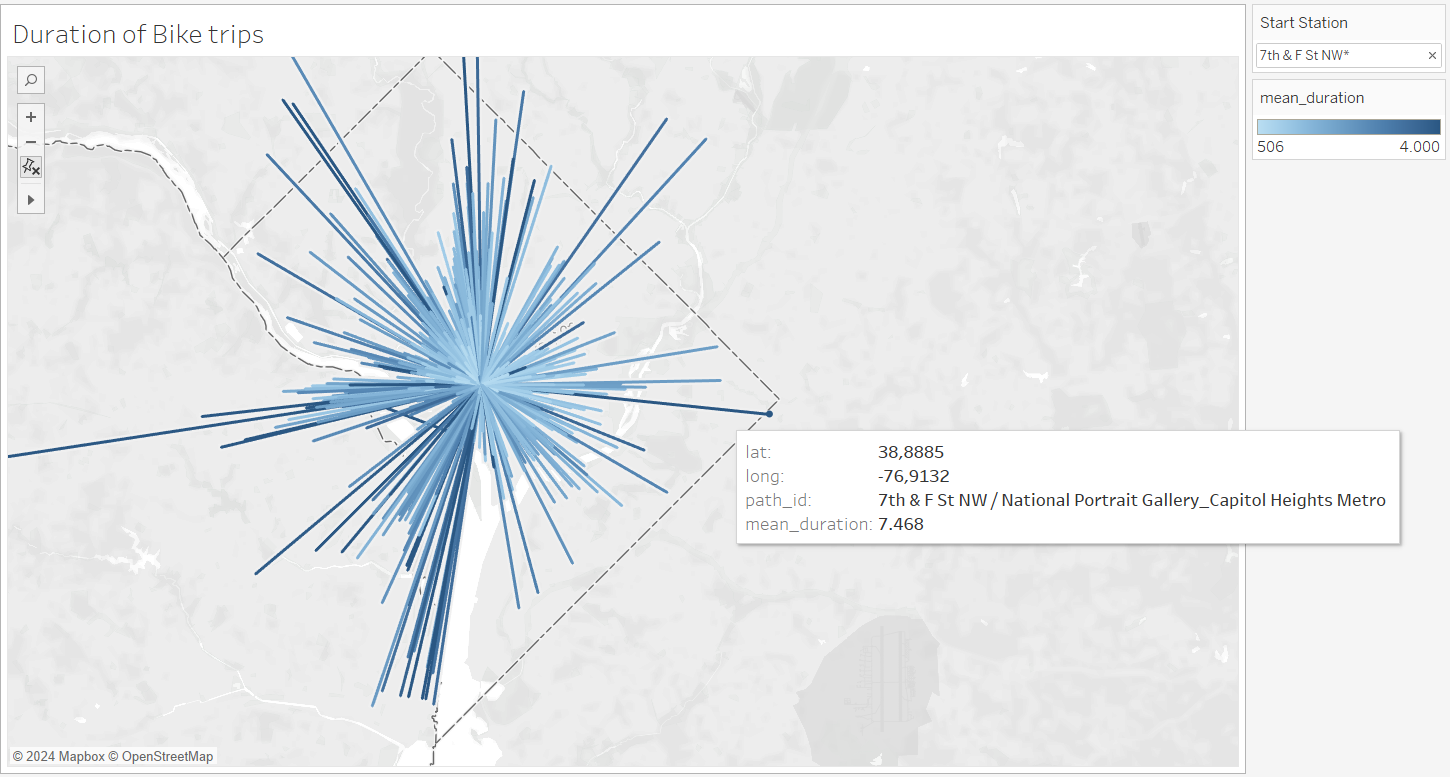 Duration of Bike trips
Start Station
7th & F St NW*
mean_duration
506 4.000
lat: 38,8885
long: -76,9132
path_id: 7th & F St NW / National Portrait Gallery_Capitol Heights Metro
mean_duration: 7.468
© 2024 Mapbox © OpenStreetMap